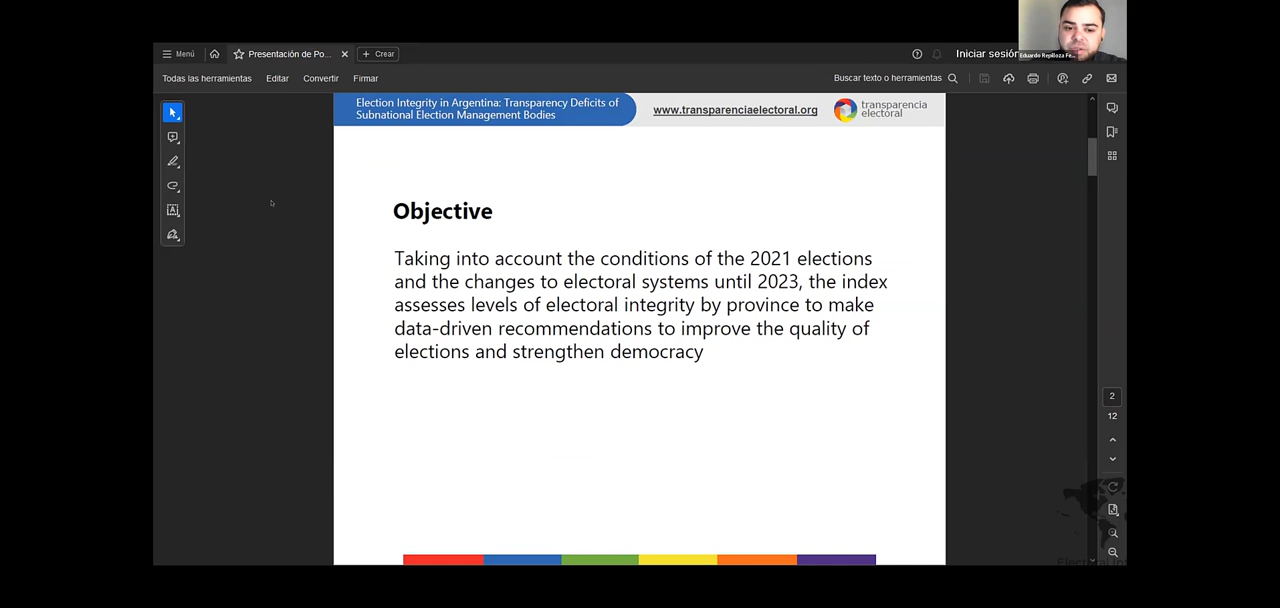 Menú
Presentación de Po...
Crear
Iniciar sesión
Todas las herramientas
Editar
Convertir
Firmar
Buscar texto o herramientas
Election Integrity in Argentina: Transparency Deficits of
Subnational Election Management Bodies
www.transparenciaelectoral.org
transparencia
electoral
Objective
Taking into account the conditions of the 2021 elections
and the changes to electoral systems until 2023, the index
assesses levels of electoral integrity by province to make
data-driven recommendations to improve the quality of
elections and strengthen democracy
2
12